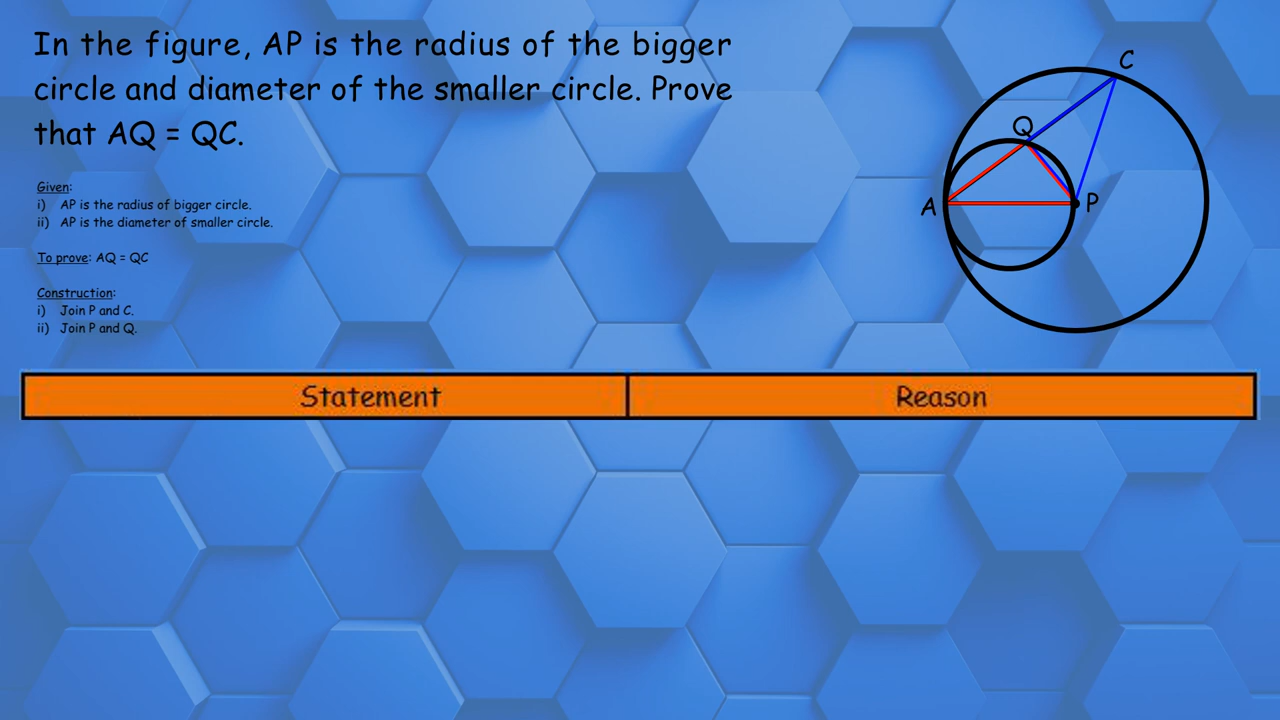 In the figure, AP is the radius of the bigger
circle and diameter of the smaller circle. Prove
that AQ = QC.
Given:
i) AP is the radius of bigger circle.
ii) AP is the diameter of smaller circle.
To prove: AQ = QC
Construction:
i) Join P and C.
ii) Join P and Q.
C
Q
A
P
Statement Reason